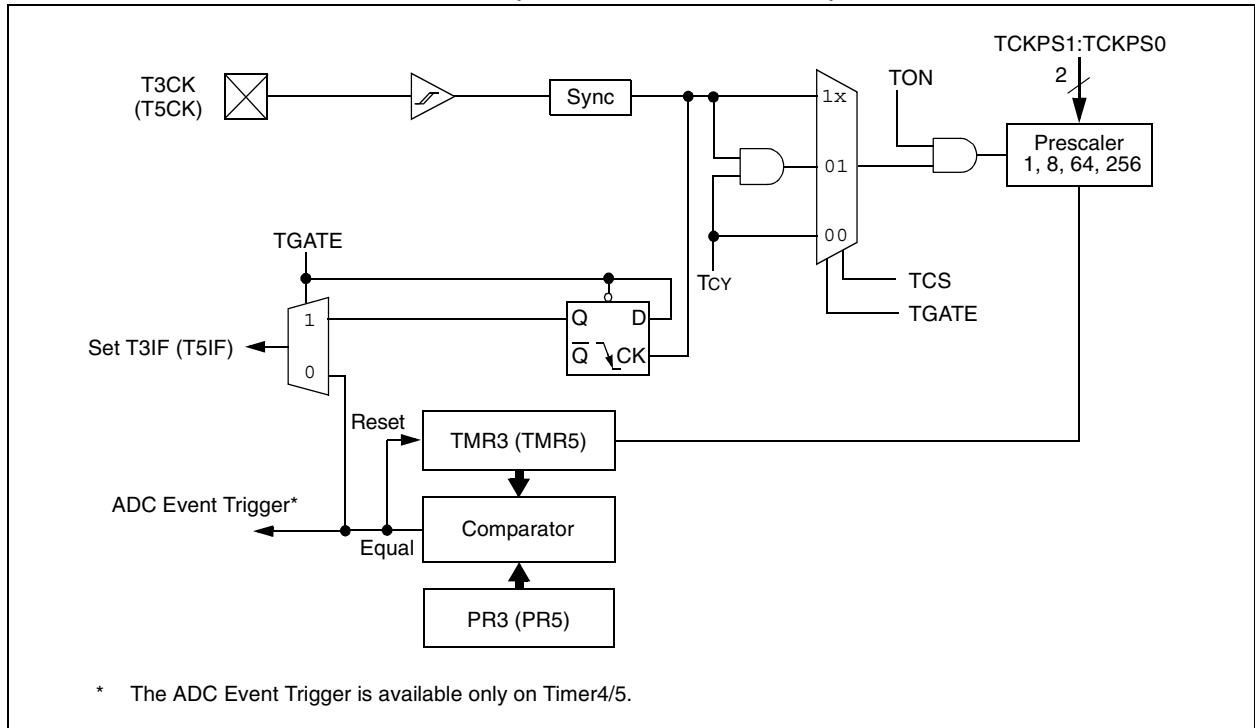 TCKPS1:TCKPS0
2
T3CK
(T5CK)
Sync
1x
TON
Prescaler
1, 8, 64, 256
01
00
TGATE
TCY
TCS
TGATE
1
Q
D
Set T3IF (T5IF)
Q
CK
0
Reset
TMR3 (TMR5)
ADC Event Trigger*
Equal
Comparator
PR3 (PR5)
* The ADC Event Trigger is available only on Timer4/5.